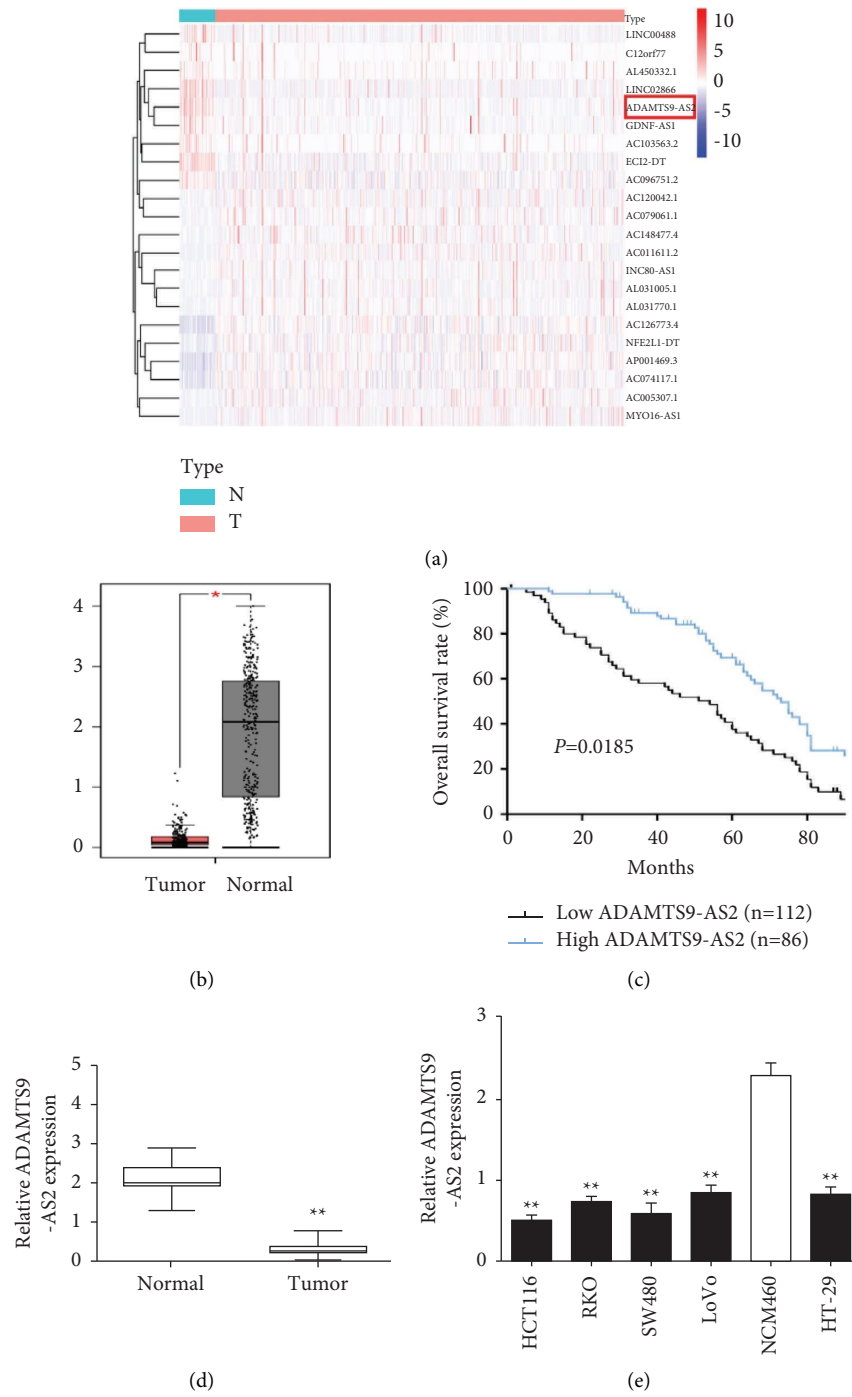 Type
LINC00488
C12orf77
AL450332.1
LINC02866
ADAMTS9-AS2
GDNF-AS1
AC103563.2
ECI2-DT
AC096751.2
AC120042.1
AC079061.1
AC148477.4
AC011611.2
INC80-AS1
AL031005.1
AL031770.1
AC126773.4
NFE2L1-DT
AP001469.3
AC074117.1
AC005307.1
MYO16-AS1
10
5
0
-5
-10
Type
N
T
(a)
4
3
2
1
0
*
Tumor Normal
(b)
Overall survival rate (%)
100
80
60
40
20
0
P=0.0185
0 20 40 60 80
Months
Low ADAMTS9-AS2 (n=112)
High ADAMTS9-AS2 (n=86)
(c)
Relative ADAMTS9
-AS2 expression
5
4
3
2
1
0
**
Normal Tumor
(d)
Relative ADAMTS9
-AS2 expression
3
2
1
0
** ** ** ** **
HCT116
RKO
SW480
LoVo
NCM460
HT-29
(e)